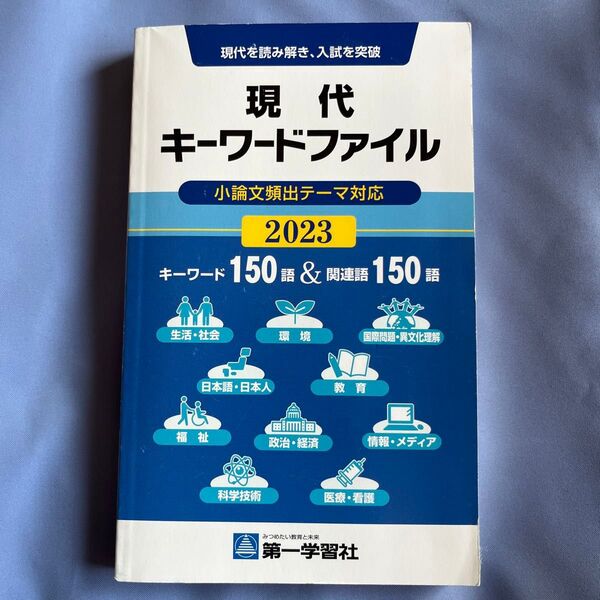 現代を読み解き、入試を突破
現代
キーワードファイル
小論文頻出テーマ対応
2023
キーワード150語&関連語150語
生活・社会
環境
国際問題・異文化理解
日本語・日本人
教育
福祉
政治・経済
情報・メディア
科学技術
医療・看護
みつめたい教育と未来
第一学習社